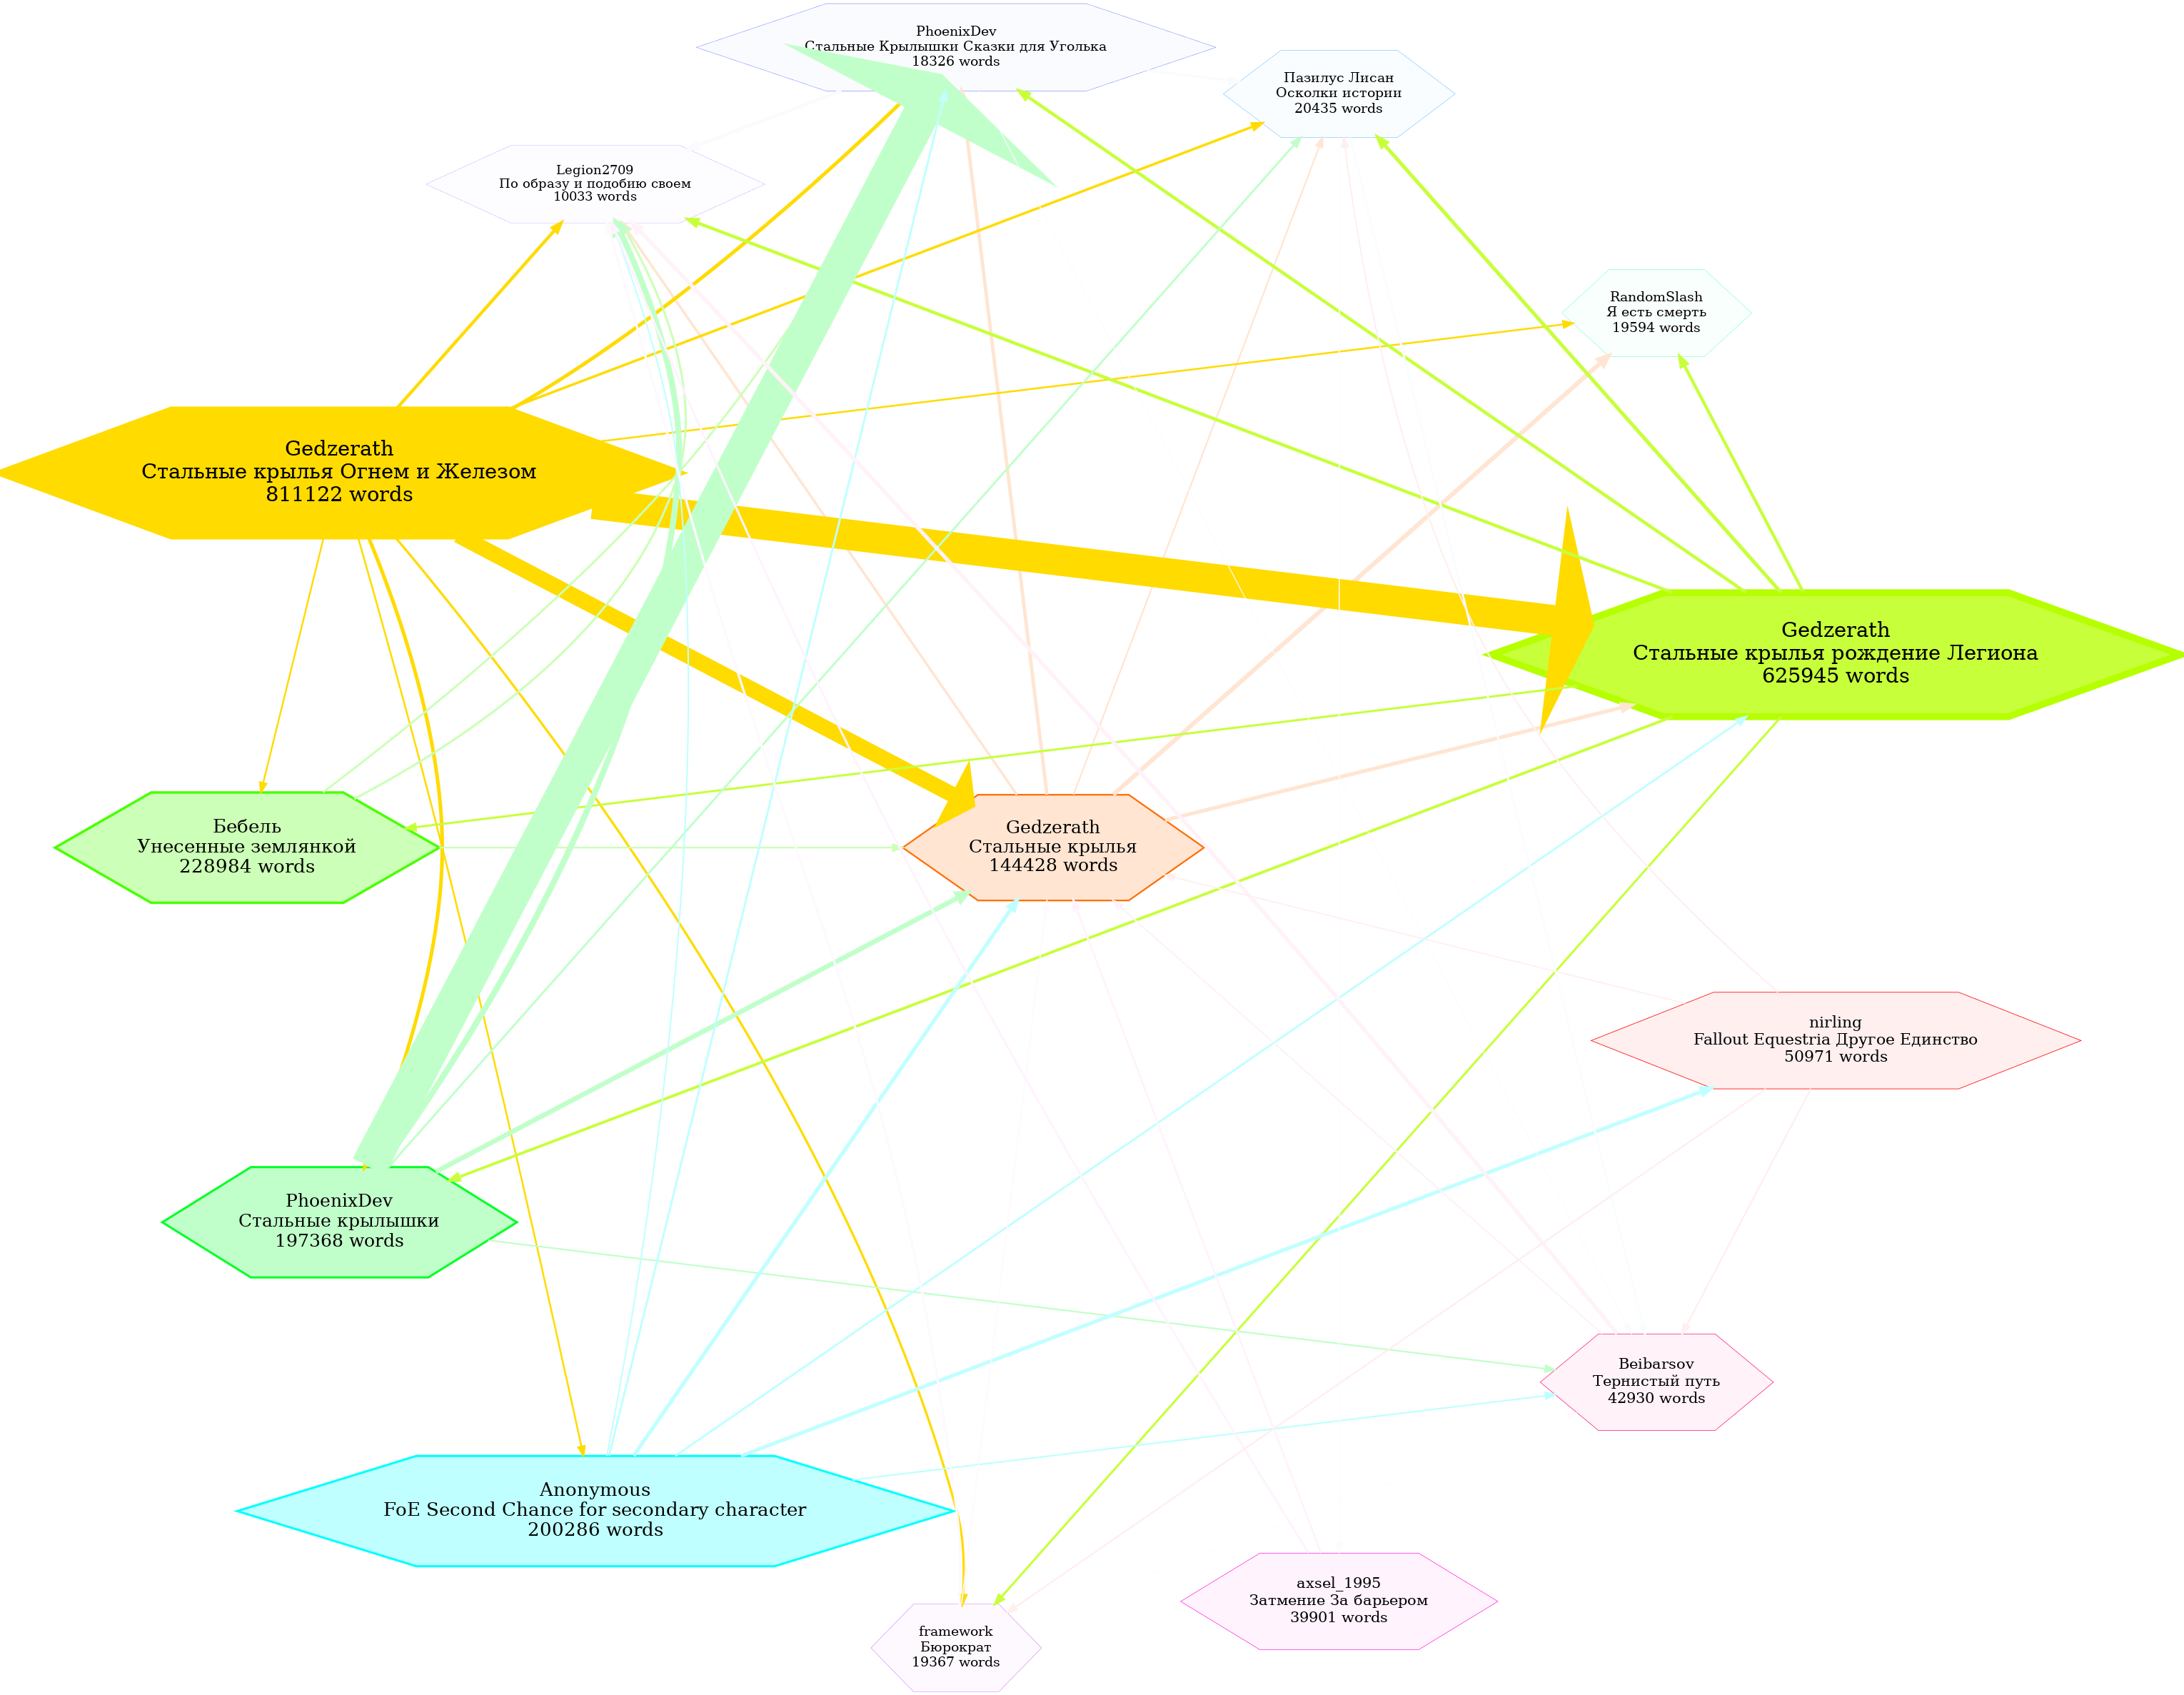 PhoenixDev
Стальные Крылышки Сказки для Уголька
18326 words
Пазилус Лисан
Осколки истории
20435 words
Legion2709
По образу и подобию своем
10033 words
RandomSlash
Я есть смерть
19594 words
Gedzerath
Стальные крылья Огнем и Железом
811122 words
Gedzerath
Стальные крылья рождение Легиона
625945 words
Бебель
Унесенные землянкой
228984 words
Gedzerath
Стальные крылья
144428 words
nirling
Fallout Equestria Другое Единство
50971 words
PhoenixDev
Стальные крылышки
197368 words
Beibarsov
Тернистый путь
42930 words
Anonymous
FoE Second Chance for secondary character
200286 words
axsel_1995
Затмение За барьером
39901 words
framework
Бюрократ
19367 words